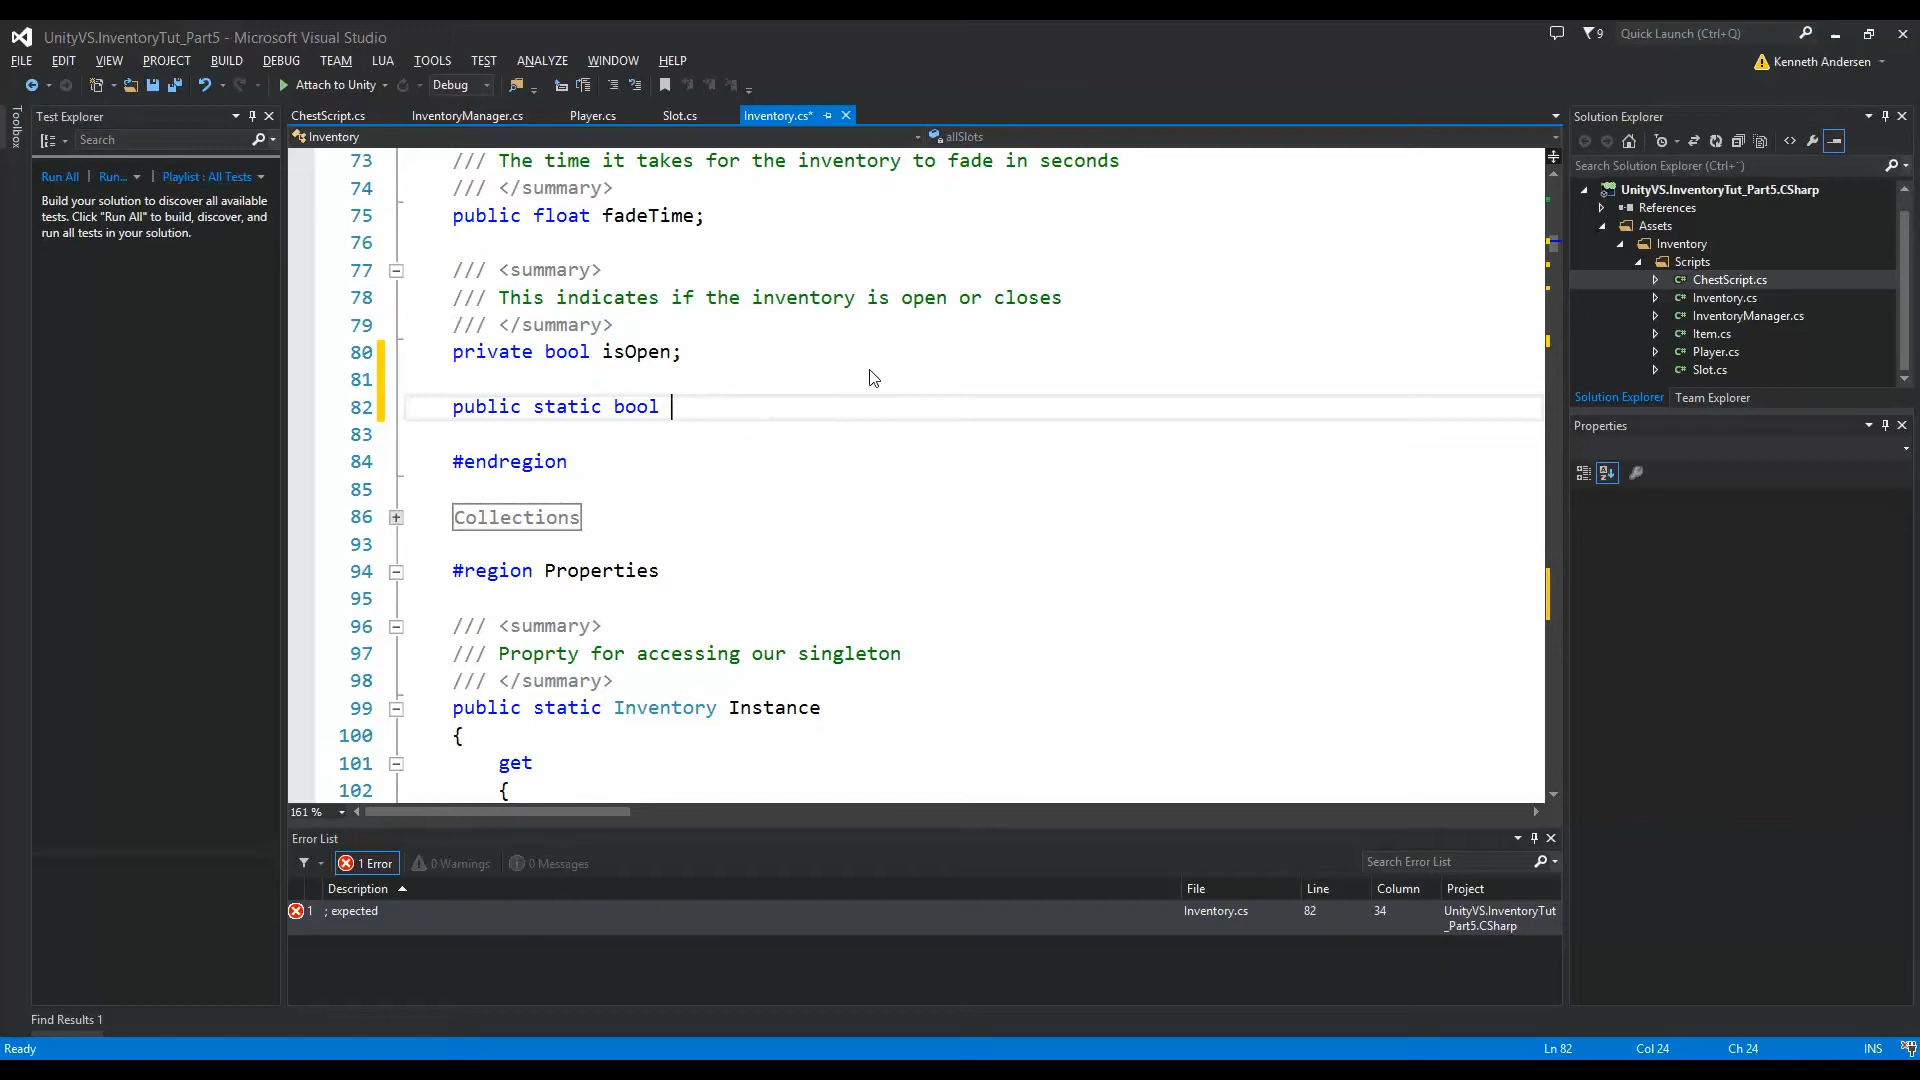 UnityVS.InventoryTut_Part5 - Microsoft Visual Studio
9
Quick Launch (Ctrl+Q)
FILE EDIT VIEW PROJECT BUILD DEBUG TEAM LUA TOOLS TEST ANALYZE WINDOW HELP
Kenneth Andersen
Attach to Unity Debug
Toolbox
Test Explorer
Search
Run All Run... Playlist : All Tests
Build your solution to discover all available
tests. Click "Run All" to build, discover, and
run all tests in your solution.
ChestScript.cs InventoryManager.cs Player.cs Slot.cs Inventory.cs*
Inventory allSlots
73 /// The time it takes for the inventory to fade in seconds
74 /// </summary>
75 public float fadeTime;
76
77 /// <summary>
78 /// This indicates if the inventory is open or closes
79 /// </summary>
80 private bool isOpen;
81
82 public static bool
83
84 #endregion
85
86 Collections
93
94 #region Properties
95
96 /// <summary>
97 /// Proprty for accessing our singleton
98 /// </summary>
99 public static Inventory Instance
100 {
101 get
102 {
161 %
Error List
1 Error 0 Warnings 0 Messages
Search Error List
Description File Line Column Project
1 ; expected Inventory.cs 82 34 UnityVS.InventoryTut
_Part5.CSharp
Solution Explorer
Search Solution Explorer (Ctrl+¨)
UnityVS.InventoryTut_Part5.CSharp
References
Assets
Inventory
Scripts
C# ChestScript.cs
C# Inventory.cs
C# InventoryManager.cs
C# Item.cs
C# Player.cs
C# Slot.cs
Solution Explorer Team Explorer
Properties
Find Results 1
Ready Ln 82 Col 24 Ch 24 INS